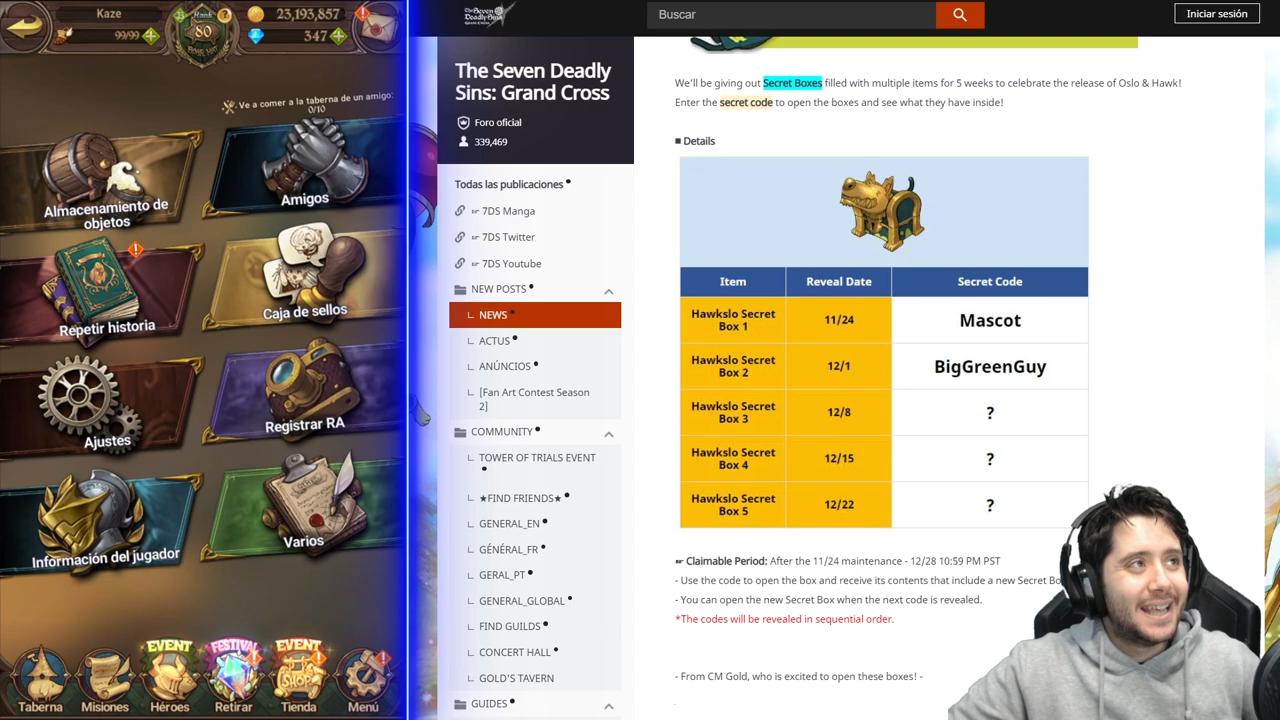 Kaze
99/99
Rank
80
23,193,857
347
Ve a comer a la taberna de un amigo:
0/10
Almacenamiento de
objetos
Amigos
Repetir historia
Caja de sellos
Ajustes
Registrar RA
Información del jugador
Varios
EVENT
FESTIVAL
EVENT
SHOP
Taberna
Misiones
Héroes
Retirar
Tienda
Menú
Buscar
Iniciar sesión
The Seven Deadly
Sins: Grand Cross
Foro oficial
339,469
Todas las publicaciones
☞ 7DS Manga
☞ 7DS Twitter
☞ 7DS Youtube
NEW POSTS
NEWS
ACTUS
ANÚNCIOS
[Fan Art Contest Season
2]
COMMUNITY
TOWER OF TRIALS EVENT
★FIND FRIENDS★
GENERAL_EN
GÉNÉRAL_FR
GERAL_PT
GENERAL_GLOBAL
FIND GUILDS
CONCERT HALL
GOLD'S TAVERN
GUIDES
We'll be giving out Secret Boxes filled with multiple items for 5 weeks to celebrate the release of Oslo & Hawk!
Enter the secret code to open the boxes and see what they have inside!
■ Details
Item Reveal Date Secret Code
Hawkslo Secret
Box 1
11/24
Mascot
Hawkslo Secret
Box 2
12/1
BigGreenGuy
Hawkslo Secret
Box 3
12/8
?
Hawkslo Secret
Box 4
12/15
?
Hawkslo Secret
Box 5
12/22
?
☛ Claimable Period: After the 11/24 maintenance - 12/28 10:59 PM PST
- Use the code to open the box and receive its contents that include a new Secret Bo
- You can open the new Secret Box when the next code is revealed.
*The codes will be revealed in sequential order.
- From CM Gold, who is excited to open these boxes! -